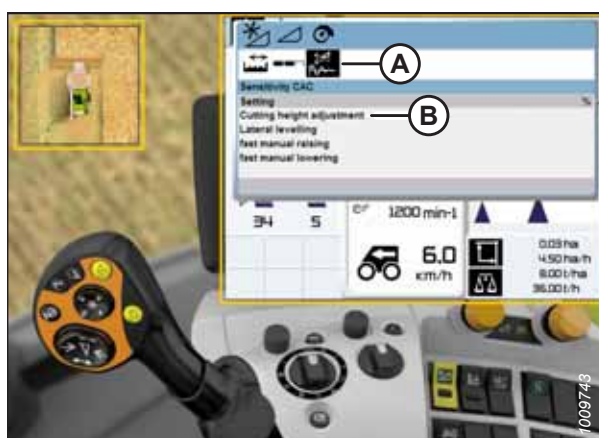 A
Sensitivity CAC
Setting %
Cutting height adjustment
B
Lateral levelling
fast manual raising
fast manual lowering
34 5
1200 min-1
6.0
км/h
0.03 ha
4.50 ha/h
8.00 t/ha
36.00 t/h
1009743